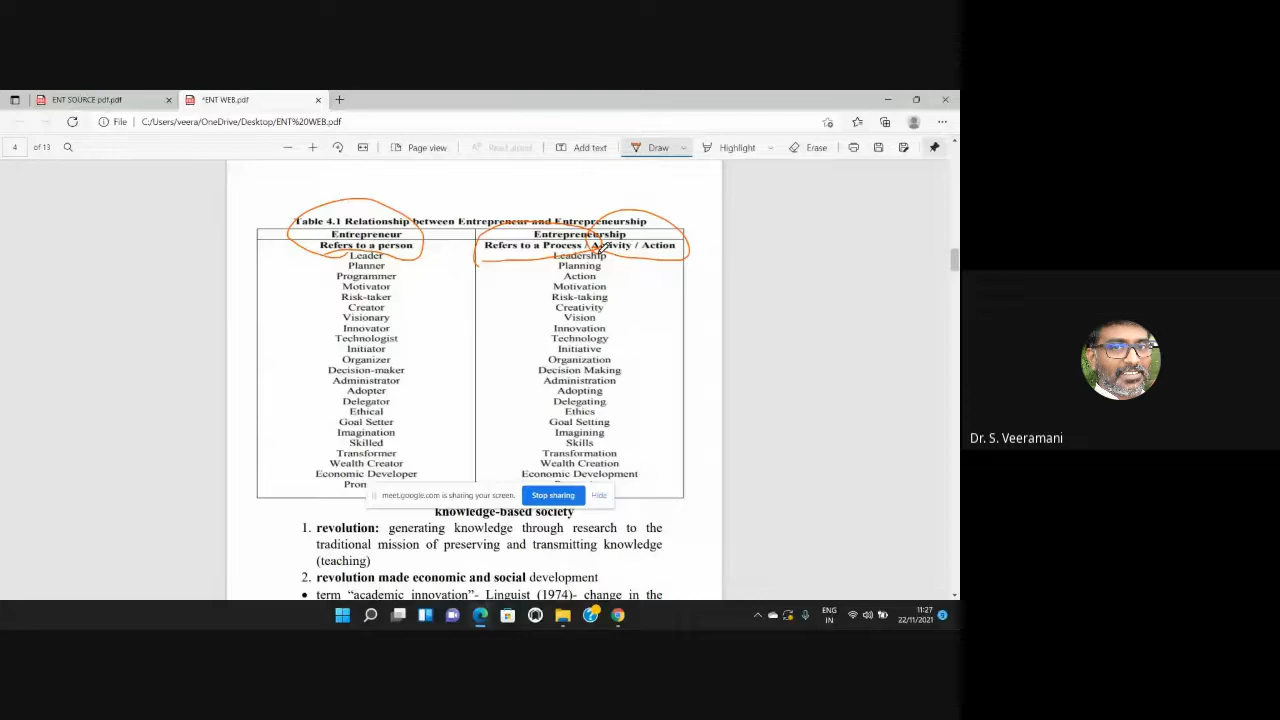 ENT SOURCE pdf.pdf
*ENT WEB.pdf
File
C:/Users/veera/OneDrive/Desktop/ENT%20WEB.pdf
4 of 13
Page view
Read aloud
Add text
Draw
Highlight
Erase
Table 4.1 Relationship between Entrepreneur and Entrepreneurship
Entrepreneur Entrepreneurship
Refers to a person Refers to a Process / Activity / Action
Leader Leadership
Planner Planning
Programmer Action
Motivator Motivation
Risk-taker Risk-taking
Creator Creativity
Visionary Vision
Innovator Innovation
Technologist Technology
Initiator Initiative
Organizer Organization
Decision-maker Decision Making
Administrator Administration
Adopter Adopting
Delegator Delegating
Ethical Ethics
Goal Setter Goal Setting
Imagination Imagining
Skilled Skills
Transformer Transformation
Wealth Creator Wealth Creation
Economic Developer Economic Development
meet.google.com is sharing your screen. Stop sharing Hide
knowledge-based society
1. revolution: generating knowledge through research to the
traditional mission of preserving and transmitting knowledge
(teaching)
2. revolution made economic and social development
• term “academic innovation”- Linguist (1974)- change in the
ENG
IN
11:27
22/11/2021
9
Dr. S. Veeramani